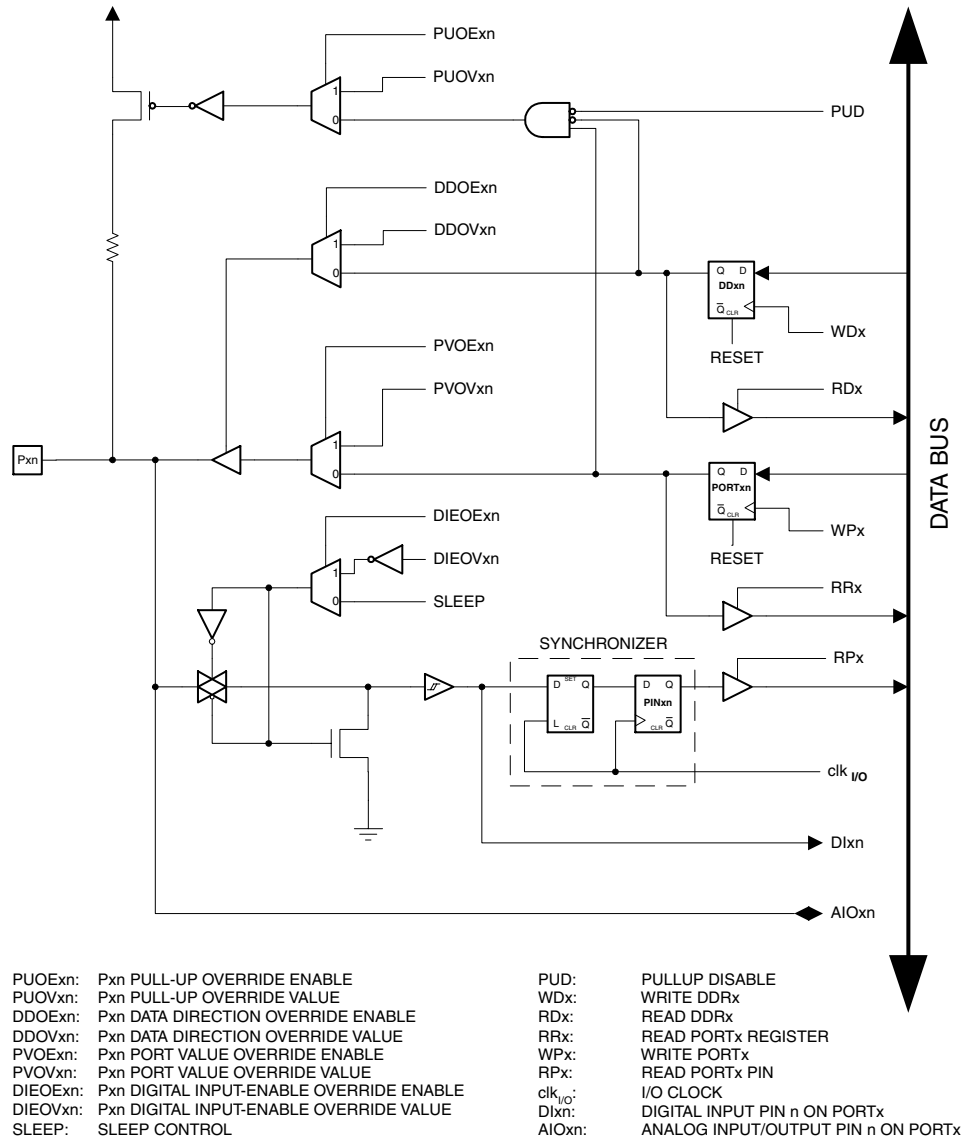 PUOExn
PUOVxn
1
0
PUD
DDOExn
DDOVxn
1
0
Q D
DDxn
Q CLR
WDx
RESET
PVOExn
RDx
PVOVxn
Pxn
1
0
Q D
PORTxn
Q CLR
WPx
RESET
DATA BUS
DIEOExn
DIEOVxn
1
0
SLEEP
RRx
SYNCHRONIZER
RPx
D SET Q
L CLR Q
D Q
PINxn
CLR Q
clk I/O
DIxn
AIOxn
PUOExn: Pxn PULL-UP OVERRIDE ENABLE
PUOVxn: Pxn PULL-UP OVERRIDE VALUE
DDOExn: Pxn DATA DIRECTION OVERRIDE ENABLE
DDOVxn: Pxn DATA DIRECTION OVERRIDE VALUE
PVOExn: Pxn PORT VALUE OVERRIDE ENABLE
PVOVxn: Pxn PORT VALUE OVERRIDE VALUE
DIEOExn: Pxn DIGITAL INPUT-ENABLE OVERRIDE ENABLE
DIEOVxn: Pxn DIGITAL INPUT-ENABLE OVERRIDE VALUE
SLEEP: SLEEP CONTROL
PUD: PULLUP DISABLE
WDx: WRITE DDRx
RDx: READ DDRx
RRx: READ PORTx REGISTER
WPx: WRITE PORTx
RPx: READ PORTx PIN
clk I/O: I/O CLOCK
DIxn: DIGITAL INPUT PIN n ON PORTx
AIOxn: ANALOG INPUT/OUTPUT PIN n ON PORTx